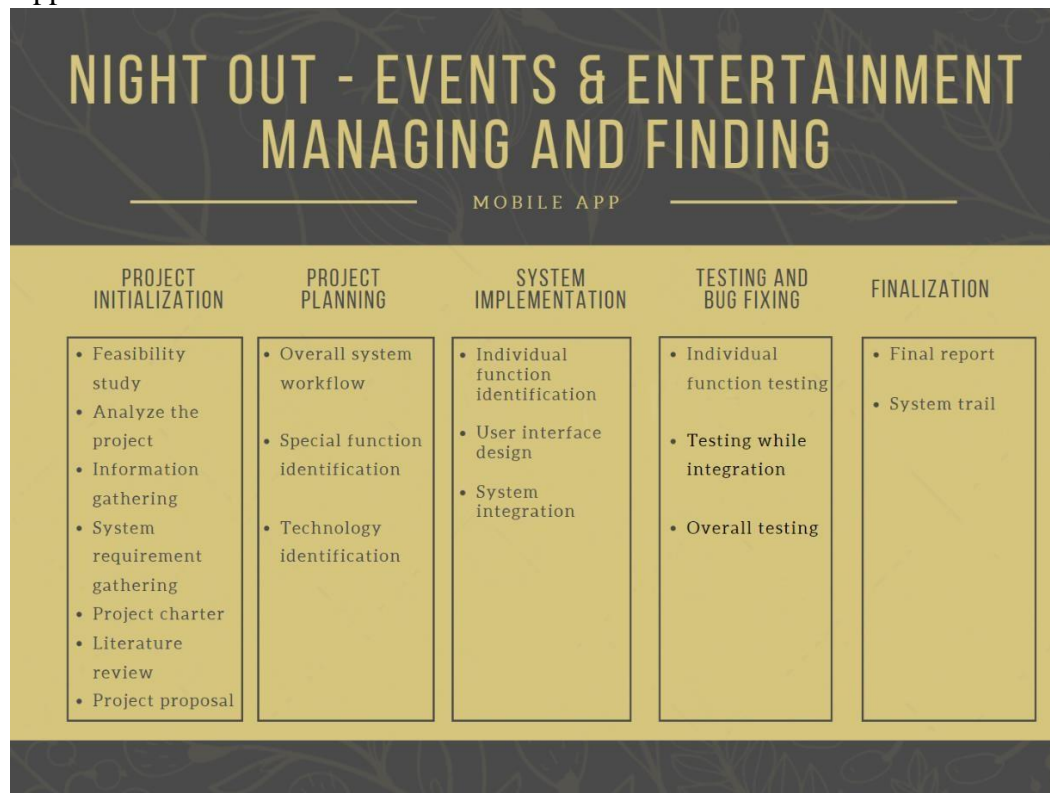 NIGHT OUT - EVENTS & ENTERTAINMENT
MANAGING AND FINDING
MOBILE APP
PROJECT
INITIALIZATION
• Feasibility
study
• Analyze the
project
• Information
gathering
• System
requirement
gathering
• Project charter
• Literature
review
• Project proposal
PROJECT
PLANNING
• Overall system
workflow
• Special function
identification
• Technology
identification
SYSTEM
IMPLEMENTATION
• Individual
function
identification
• User interface
design
• System
integration
TESTING AND
BUG FIXING
• Individual
function testing
• Testing while
integration
• Overall testing
FINALIZATION
• Final report
• System trail